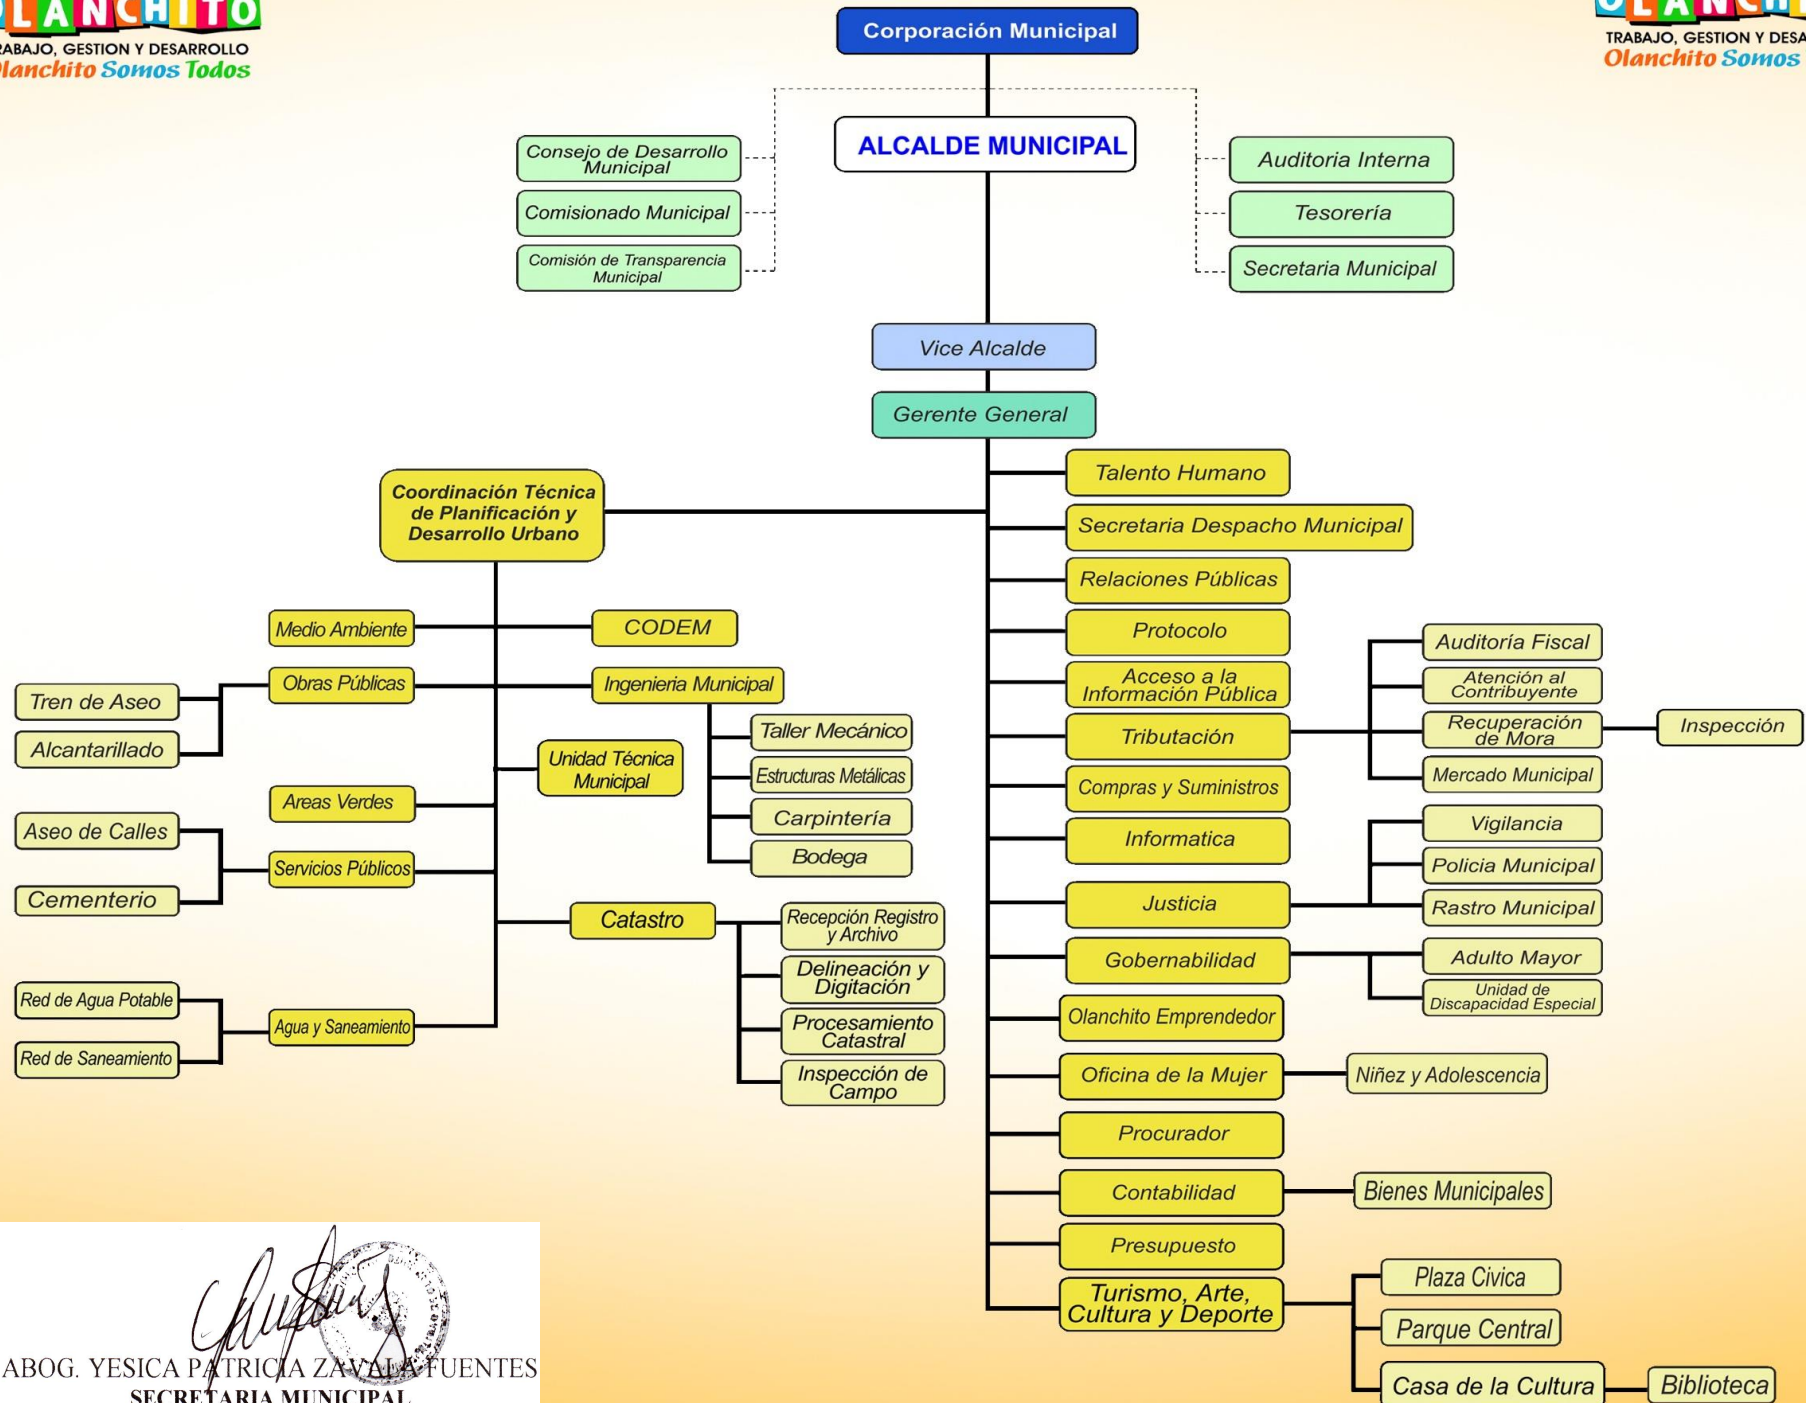 OLANCHITO
TRABAJO, GESTION Y DESARROLLO
Olanchito Somos Todos
TRABAJO, GESTION Y DESA
Olanchito Somos
Corporación Municipal
ALCALDE MUNICIPAL
Consejo de Desarrollo
Municipal
Comisionado Municipal
Comisión de Transparencia
Municipal
Auditoria Interna
Tesorería
Secretaria Municipal
Vice Alcalde
Gerente General
Coordinación Técnica
de Planificación y
Desarrollo Urbano
Medio Ambiente
CODEM
Obras Públicas
Ingenieria Municipal
Tren de Aseo
Alcantarillado
Taller Mecánico
Estructuras Metálicas
Carpintería
Bodega
Unidad Técnica
Municipal
Areas Verdes
Aseo de Calles
Servicios Públicos
Cementerio
Catastro
Recepción Registro
y Archivo
Delineación y
Digitación
Procesamiento
Catastral
Inspección de
Campo
Red de Agua Potable
Agua y Saneamiento
Red de Saneamiento
Talento Humano
Secretaria Despacho Municipal
Relaciones Públicas
Protocolo
Acceso a la
Información Pública
Tributación
Auditoría Fiscal
Atención al
Contribuyente
Recuperación
de Mora
Inspección
Mercado Municipal
Compras y Suministros
Informatica
Justicia
Vigilancia
Policia Municipal
Rastro Municipal
Gobernabilidad
Adulto Mayor
Unidad de
Discapacidad Especial
Olanchito Emprendedor
Oficina de la Mujer
Niñez y Adolescencia
Procurador
Contabilidad
Bienes Municipales
Presupuesto
Turismo, Arte,
Cultura y Deporte
Plaza Civica
Parque Central
Casa de la Cultura
Biblioteca
ABOG. YESICA PATRICIA ZAVALA FUENTES
SECRETARIA MUNICIPAL